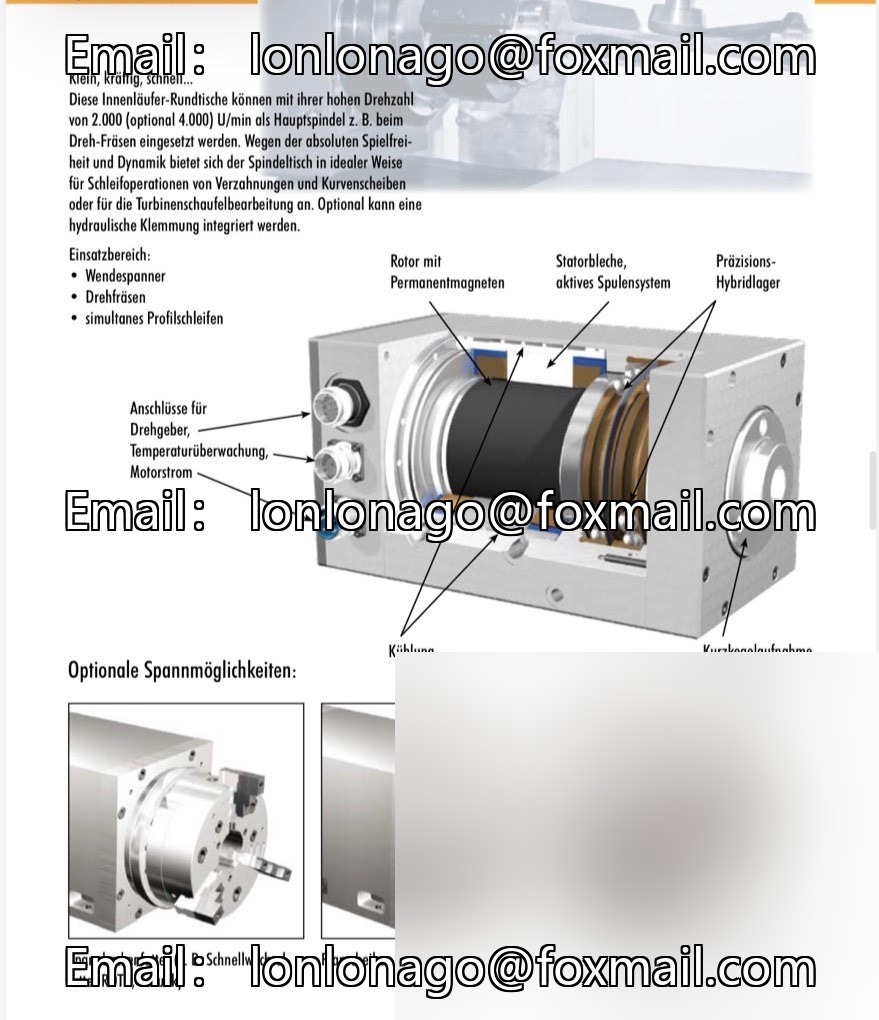 Email： lonlonago@foxmail.com
Klein, kräftig, schnell...
Diese Innenläufer-Rundtische können mit ihrer hohen Drehzahl
von 2.000 (optional 4.000) U/min als Hauptspindel z. B. beim
Dreh-Fräsen eingesetzt werden. Wegen der absoluten Spielfrei-
heit und Dynamik bietet sich der Spindeltisch in idealer Weise
für Schleifoperationen von Verzahnungen und Kurvenscheiben
oder für die Turbinenschaufelbearbeitung an. Optional kann eine
hydraulische Klemmung integriert werden.
Einsatzbereich:
• Wendespanner
• Drehfräsen
• simultanes Profilschleifen
Rotor mit
Permanentmagneten
Statorbleche,
aktives Spulensystem
Präzisions-
Hybridlager
Anschlüsse für
Drehgeber,
Temperaturüberwachung,
Motorstrom
Email： lonlonago@foxmail.com
Kühlung
Kurzkegelaufnahme
Optionale Spannmöglichkeiten:
Email： lonlonago@foxmail.com